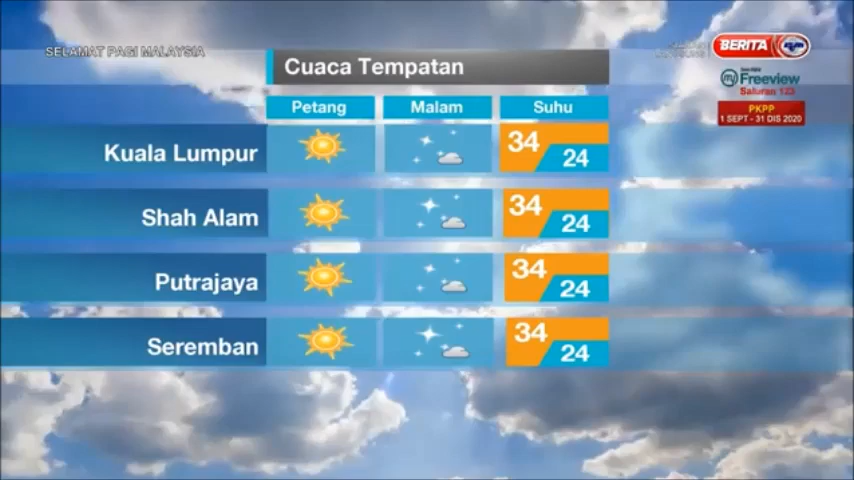 SELAMAT PAGI MALAYSIA
BERITA
Freeview
Saluran 123
PKPP
1 SEPT - 31 DIS 2020
Cuaca Tempatan
Petang Malam Suhu
Kuala Lumpur 34 24
Shah Alam 34 24
Putrajaya 34 24
Seremban 34 24